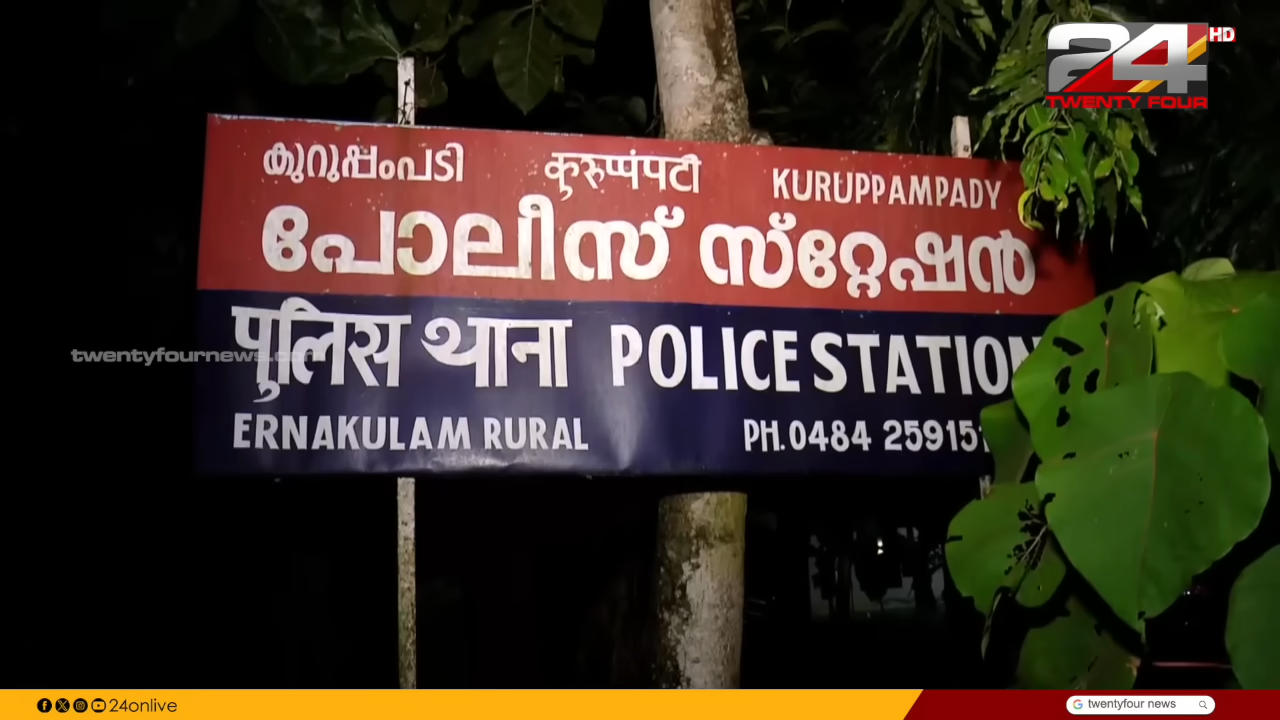 24 HD
TWENTY FOUR
കുറുപ്പംപടി कुरुप्पंपटी KURUPPAMPADY
പോലീസ് സ്റ്റേഷൻ
पुलिस थाना POLICE STATION
twentyfournews.com
ERNAKULAM RURAL PH.0484 259151
24onlive
twentyfour news